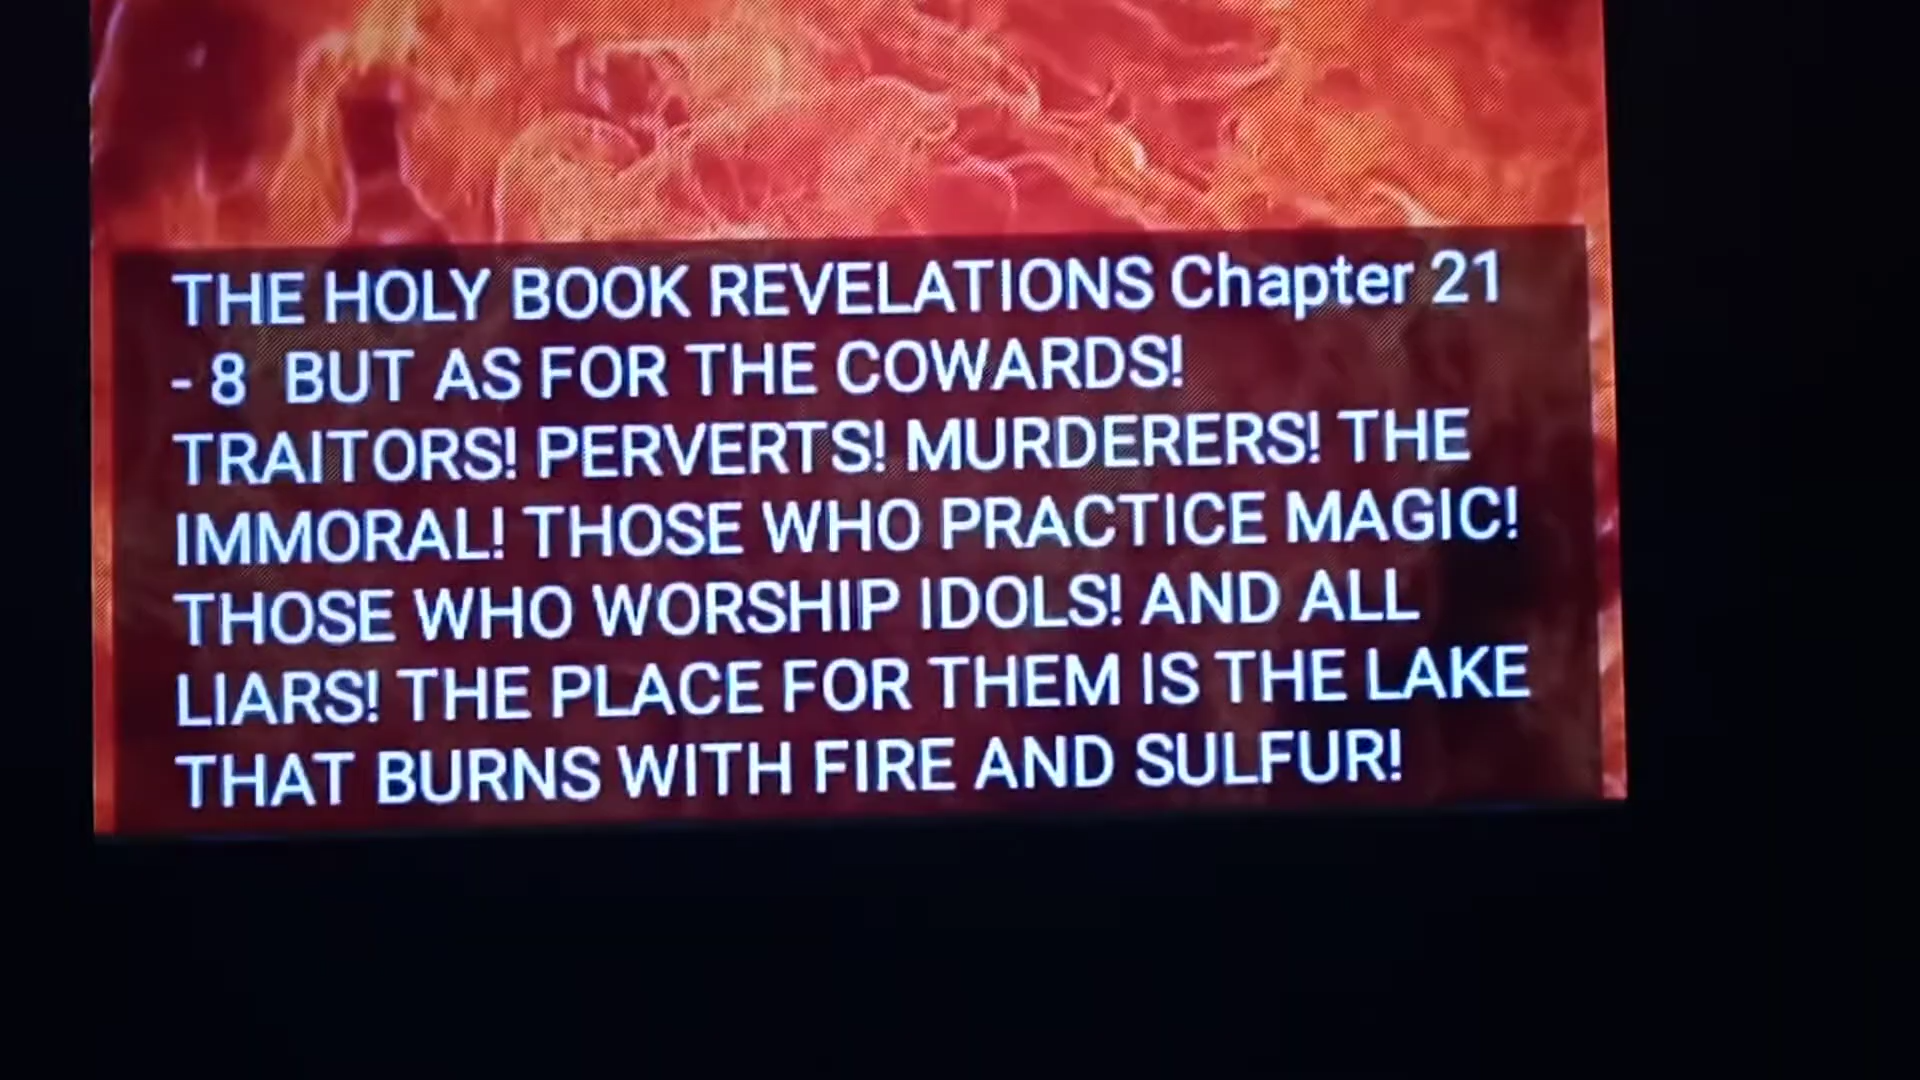 THE HOLY BOOK REVELATIONS Chapter 21
- 8 BUT AS FOR THE COWARDS!
TRAITORS! PERVERTS! MURDERERS! THE
IMMORAL! THOSE WHO PRACTICE MAGIC!
THOSE WHO WORSHIP IDOLS! AND ALL
LIARS! THE PLACE FOR THEM IS THE LAKE
THAT BURNS WITH FIRE AND SULFUR!